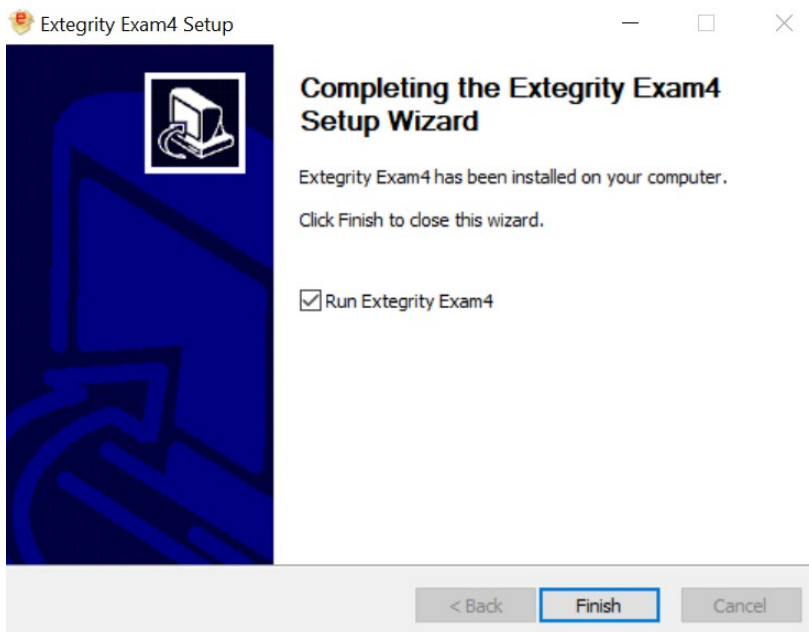 Extegrity Exam4 Setup
Completing the Extegrity Exam4
Setup Wizard
Extegrity Exam4 has been installed on your computer.
Click Finish to close this wizard.
Run Extegrity Exam4
< Back
Finish
Cancel